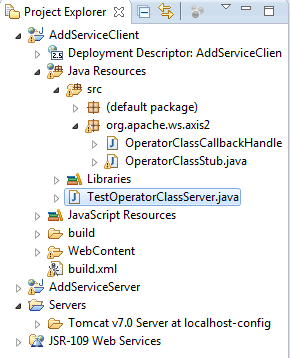 Project Explorer
AddServiceClient
Deployment Descriptor: AddServiceClien
Java Resources
src
(default package)
org.apache.ws.axis2
OperatorClassCallbackHandle
OperatorClassStub.java
Libraries
TestOperatorClassServer.java
JavaScript Resources
build
WebContent
build.xml
AddServiceServer
Servers
Tomcat v7.0 Server at localhost-config
JSR-109 Web Services